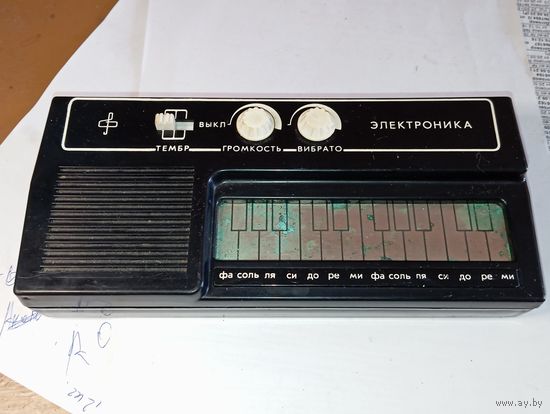 ВЫКЛ
ТЕМБР ГРОМКОСТЬ ВИБРАТО
ЭЛЕКТРОНИКА
фа соль ля си до ре ми фа соль ля си до ре ми
www.ay.by